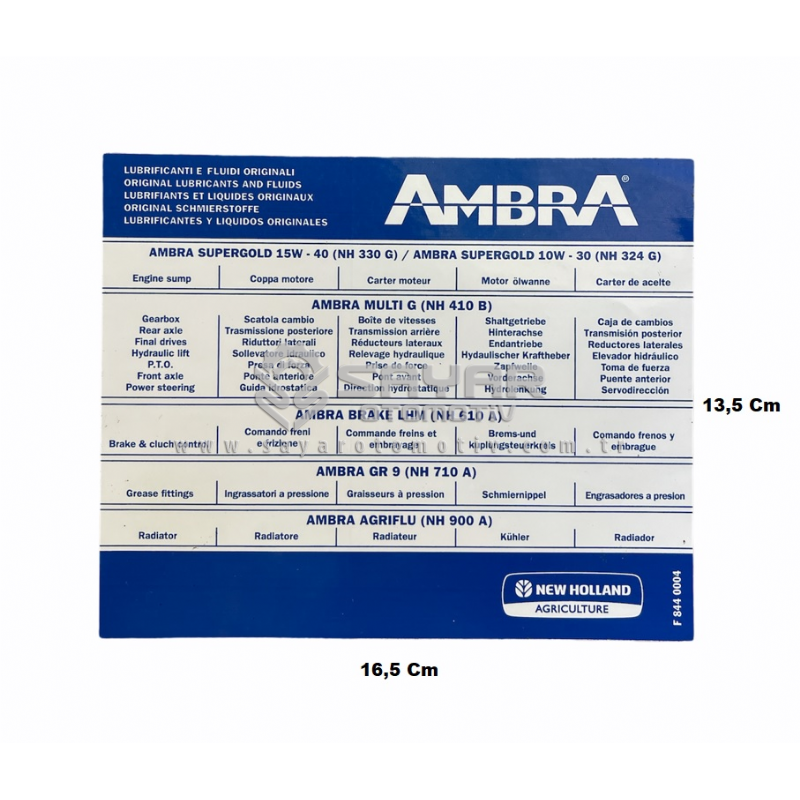 LUBRIFICANTI E FLUIDI ORIGINALI
ORIGINAL LUBRICANTS AND FLUIDS
LUBRIFIANTS ET LIQUIDES ORIGINAUX
ORIGINAL SCHMIERSTOFFE
LUBRIFICANTES Y LIQUIDOS ORIGINALES
AMBRA®
AMBRA SUPERGOLD 15W - 40 (NH 330 G) / AMBRA SUPERGOLD 10W - 30 (NH 324 G)
Engine sump Coppa motore Carter moteur Motor ölwanne Carter de acelte
AMBRA MULTI G (NH 410 B)
Gearbox Scatola cambio Boîte de vitesses Shaltgetriebe Caja de cambios
Rear axle Trasmissione posteriore Transmission arrière Hinterachse Transmisión posterior
Final drives Riduttori laterali Réducteurs lateraux Endantriebe Reductores laterales
Hydraulic lift Sollevatore idraulico Relevage hydraulique Hydaulischer Kraftheber Elevador hidráulico
P.T.O. Presa di forza Prise de force Zapfwelle Toma de fuerza
Front axle Ponte anteriore Pont avant Vorderachse Puente anterior
Power steering Guida idrostatica Direction hydrostatique Hydrolonkung Servodirección
AMBRA BRAKE LHM (NH 610 A)
Brake & cluch control Comando freni e frizione Commande freins et embrayage Brems-und kuplungsteuerkreis Comando frenos y embrague
AMBRA GR 9 (NH 710 A)
Grease fittings Ingrassatori a pressione Graisseurs à pression Schmiernippel Engrasadores a presion
AMBRA AGRIFLU (NH 900 A)
Radiator Radiatore Radiateur Kühler Radiador
NEW HOLLAND
AGRICULTURE
F 844 0004
SAYAR
OTOMOTİV
www.sayarotomotiv.com.tr
13,5 Cm
16,5 Cm